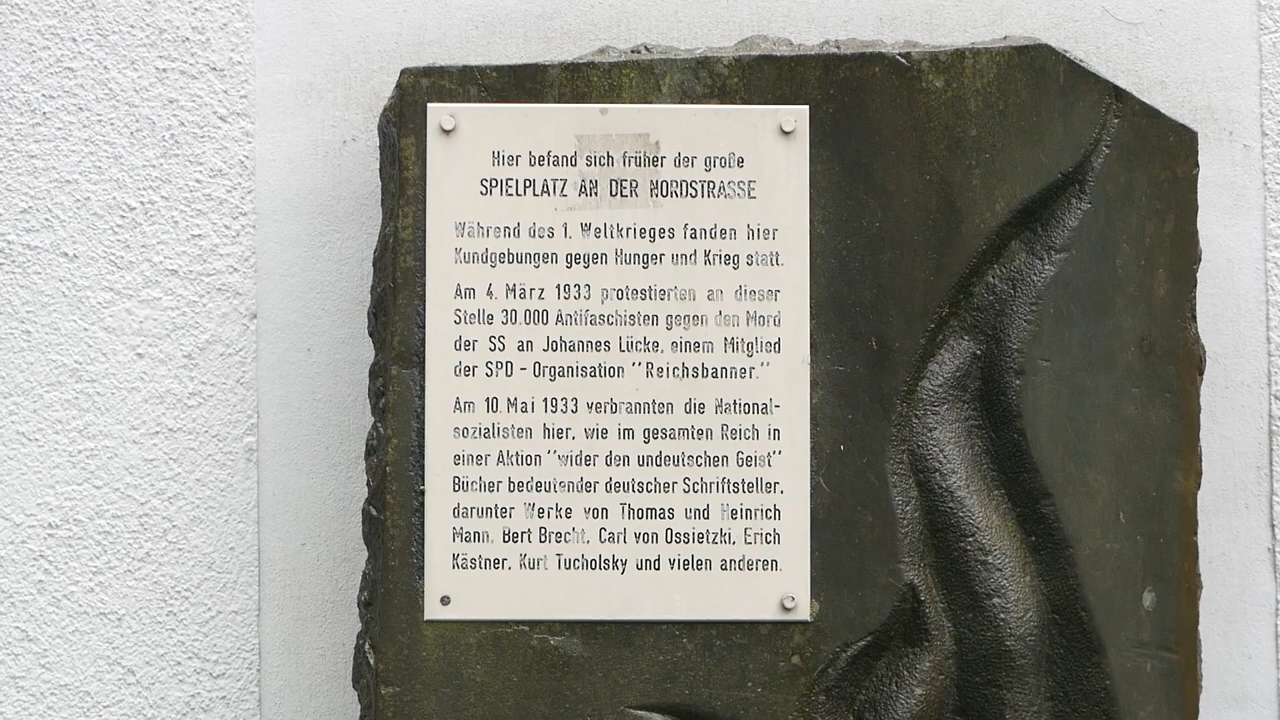 Hier befand sich früher der große
SPIELPLATZ AN DER NORDSTRASSE
Während des 1. Weltkrieges fanden hier
Kundgebungen gegen Hunger und Krieg statt.
Am 4. März 1933 protestierten an dieser
Stelle 30.000 Antifaschisten gegen den Mord
der SS an Johannes Lücke, einem Mitglied
der SPD - Organisation "Reichsbanner."
Am 10. Mai 1933 verbrannten die National-
sozialisten hier, wie im gesamten Reich in
einer Aktion "wider den undeutschen Geist"
Bücher bedeutender deutscher Schriftsteller,
darunter Werke von Thomas und Heinrich
Mann, Bert Brecht, Carl von Ossietzki, Erich
Kästner, Kurt Tucholsky und vielen anderen.